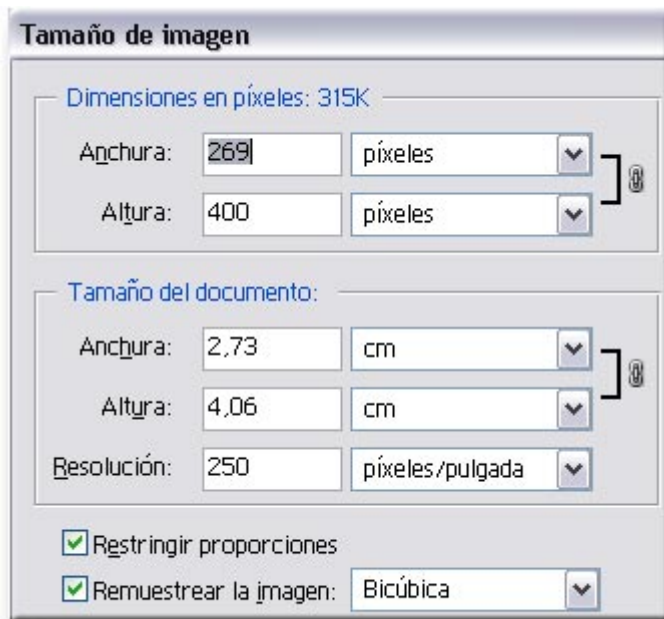 Tamaño de imagen
Dimensiones en píxeles: 315K
Anchura: 269 píxeles
Altura: 400 píxeles
Tamaño del documento:
Anchura: 2,73 cm
Altura: 4,06 cm
Resolución: 250 píxeles/pulgada
Restringir proporciones
Remuestrear la imagen: Bicúbica